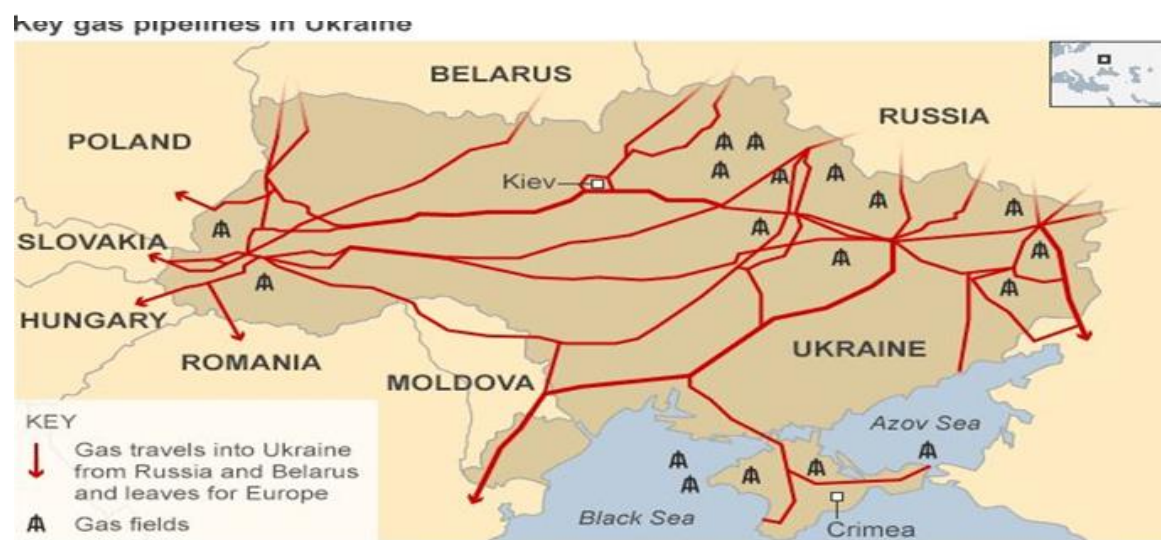 Key gas pipelines in Ukraine
BELARUS
POLAND
RUSSIA
Kiev
SLOVAKIA
HUNGARY
ROMANIA
UKRAINE
MOLDOVA
KEY
Gas travels into Ukraine
from Russia and Belarus
and leaves for Europe
Gas fields
Azov Sea
Black Sea
Crimea